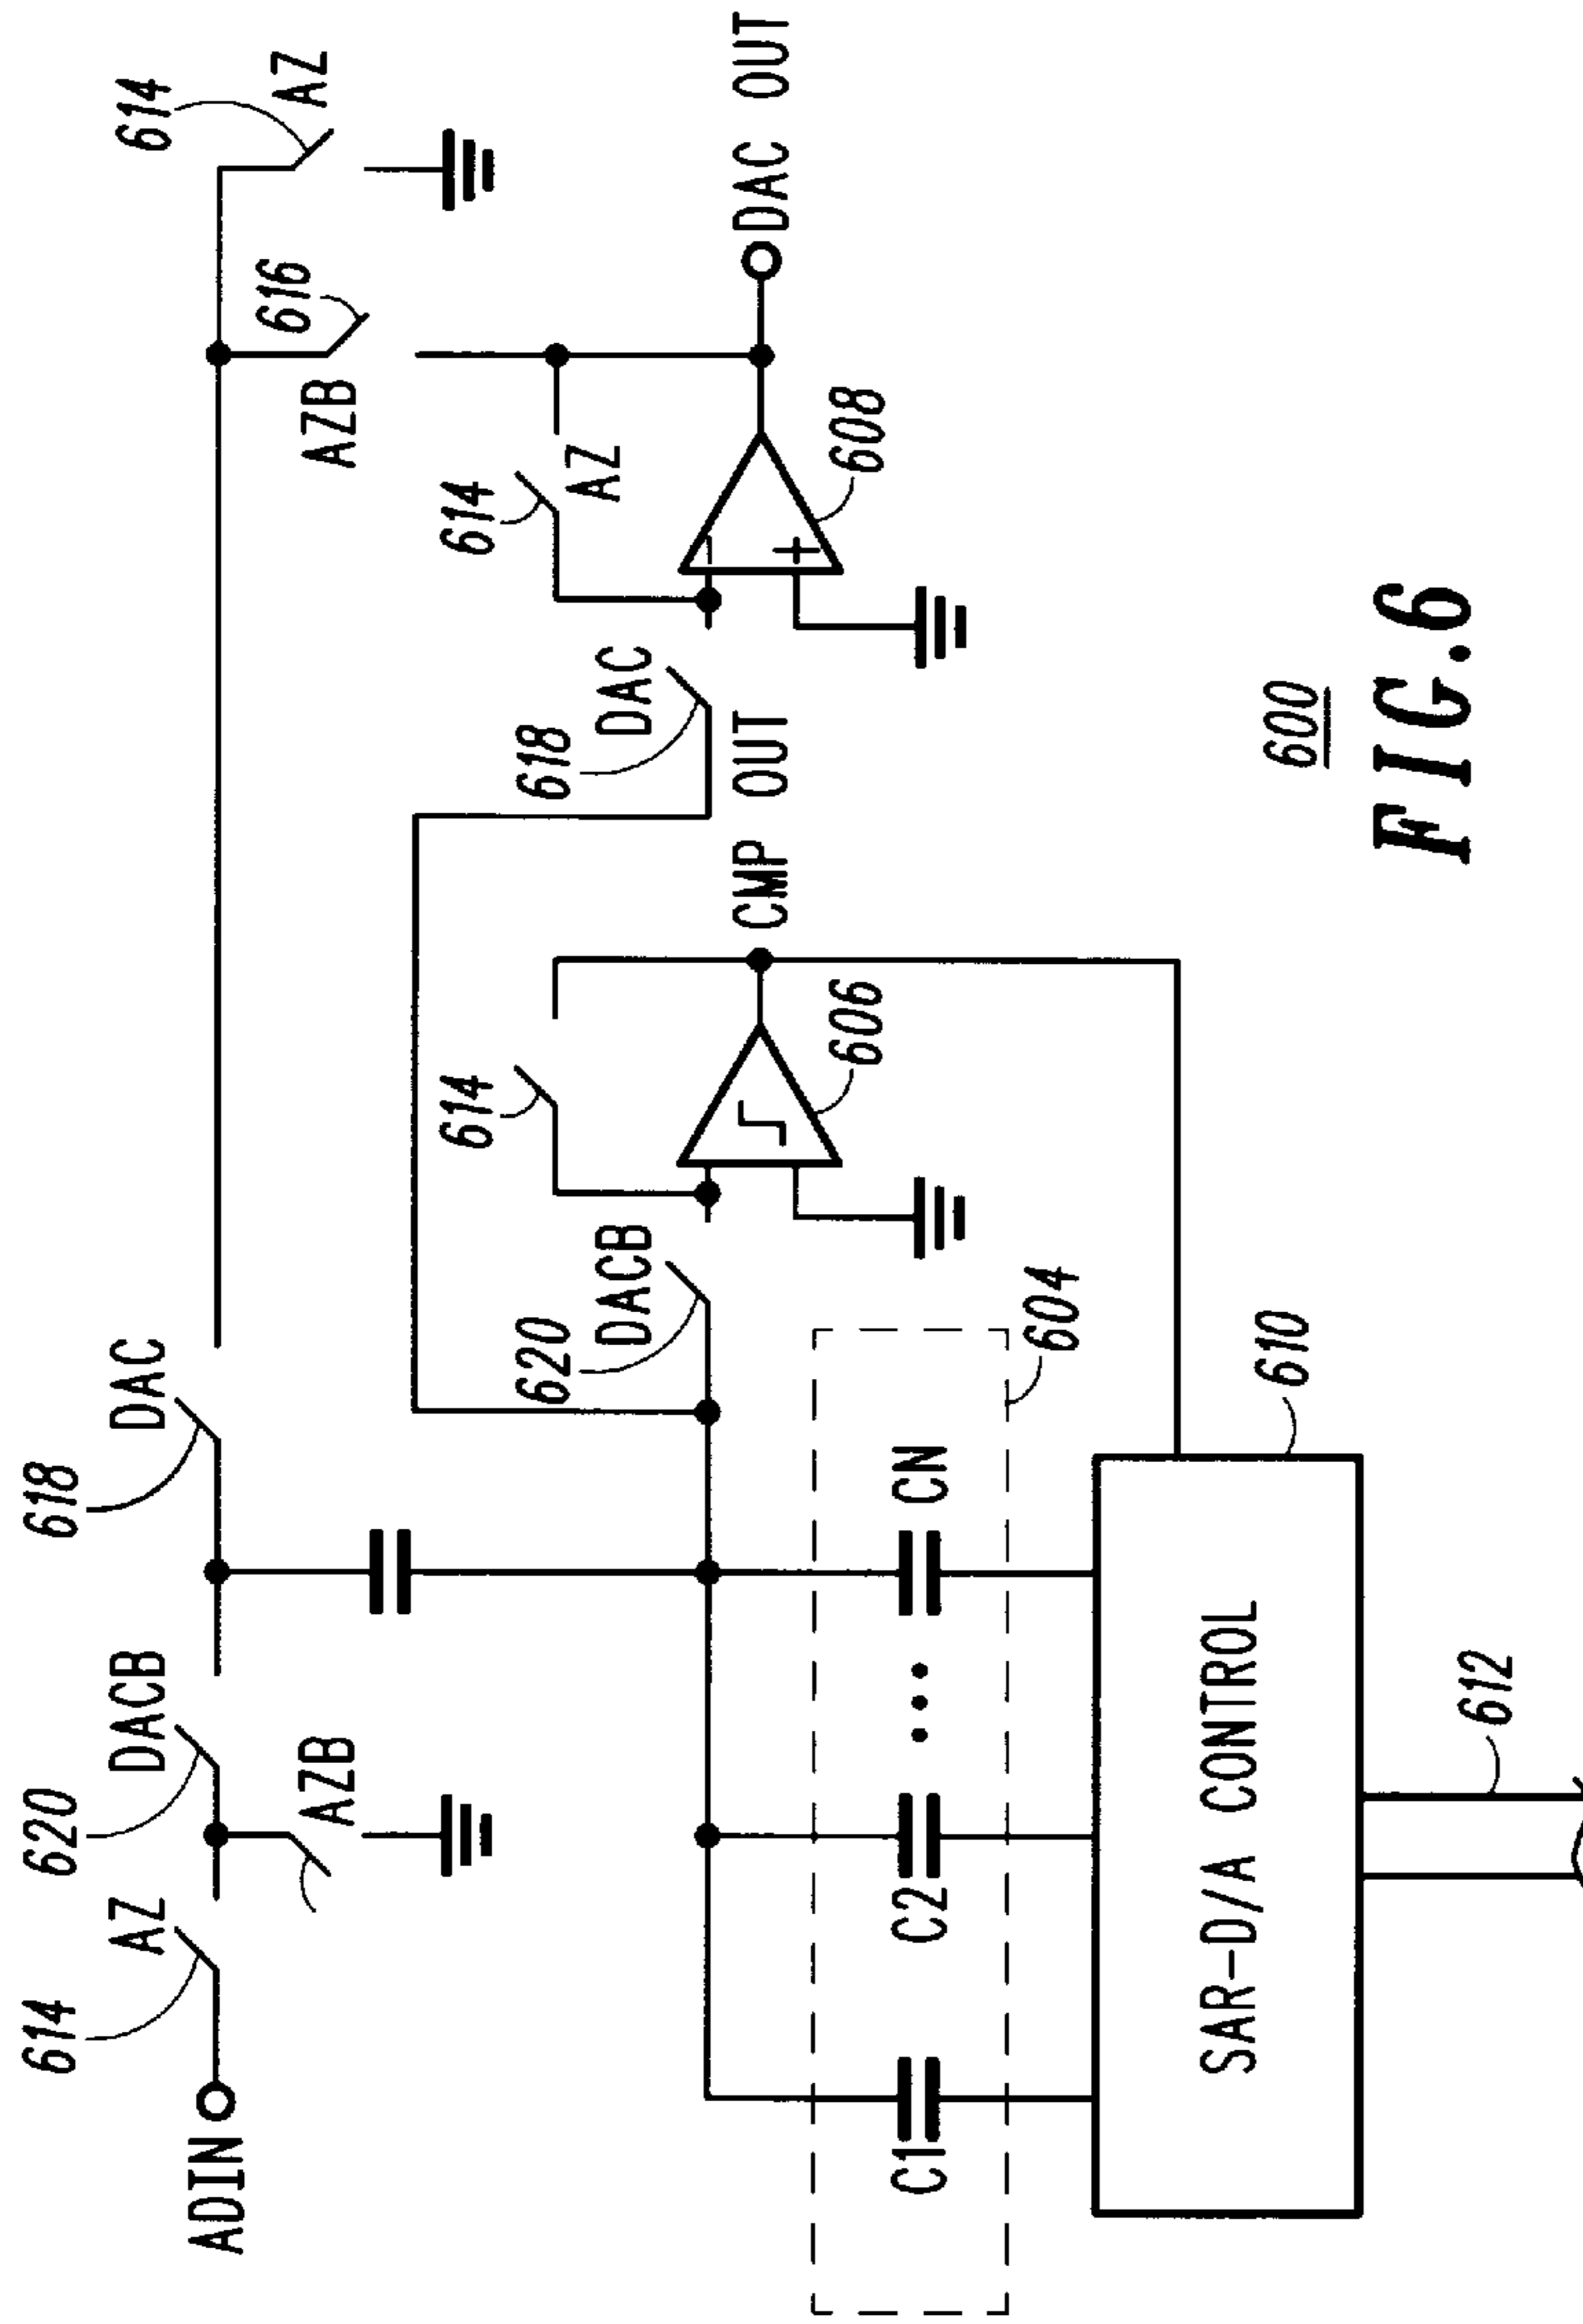 618
620
614
DAC
DACB
AZ
614
AZ
ADIN
AZB
616
AZB
614
614
AZ
618
DAC
620
DACB
CMP OUT
DAC OUT
606
608
C1
C2
CN
604
SAR-D/A CONTROL
610
612
600
FIG.6